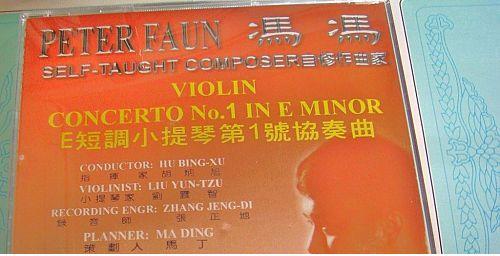 PETER FAUN 馮馮
SELF-TAUGHT COMPOSER自修作曲家
VIOLIN
CONCERTO No.1 IN E MINOR
E短調小提琴第1號協奏曲
CONDUCTOR: HU BING-XU
指揮家胡炳旭
VIOLINIST: LIU YUN-TZU
小提琴家劉雲智
RECORDING ENGR: ZHANG JENG-DI
錄音師張正地
PLANNER: MA DING
策劃人馬丁